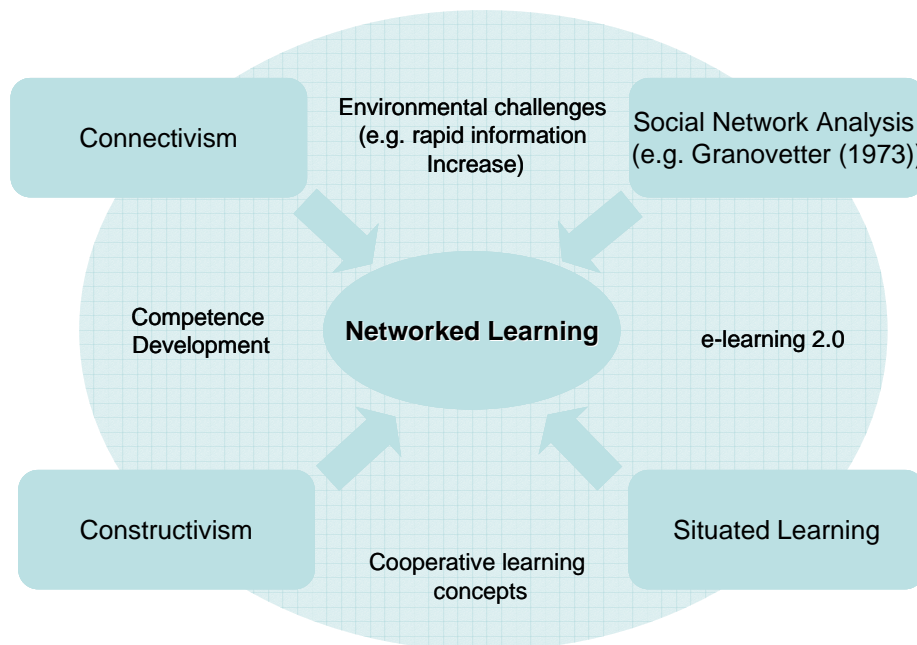 Connectivism
Environmental challenges
(e.g. rapid information
Increase)
Social Network Analysis
(e.g. Granovetter (1973))
Competence
Development
Networked Learning
e-learning 2.0
Constructivism
Cooperative learning
concepts
Situated Learning